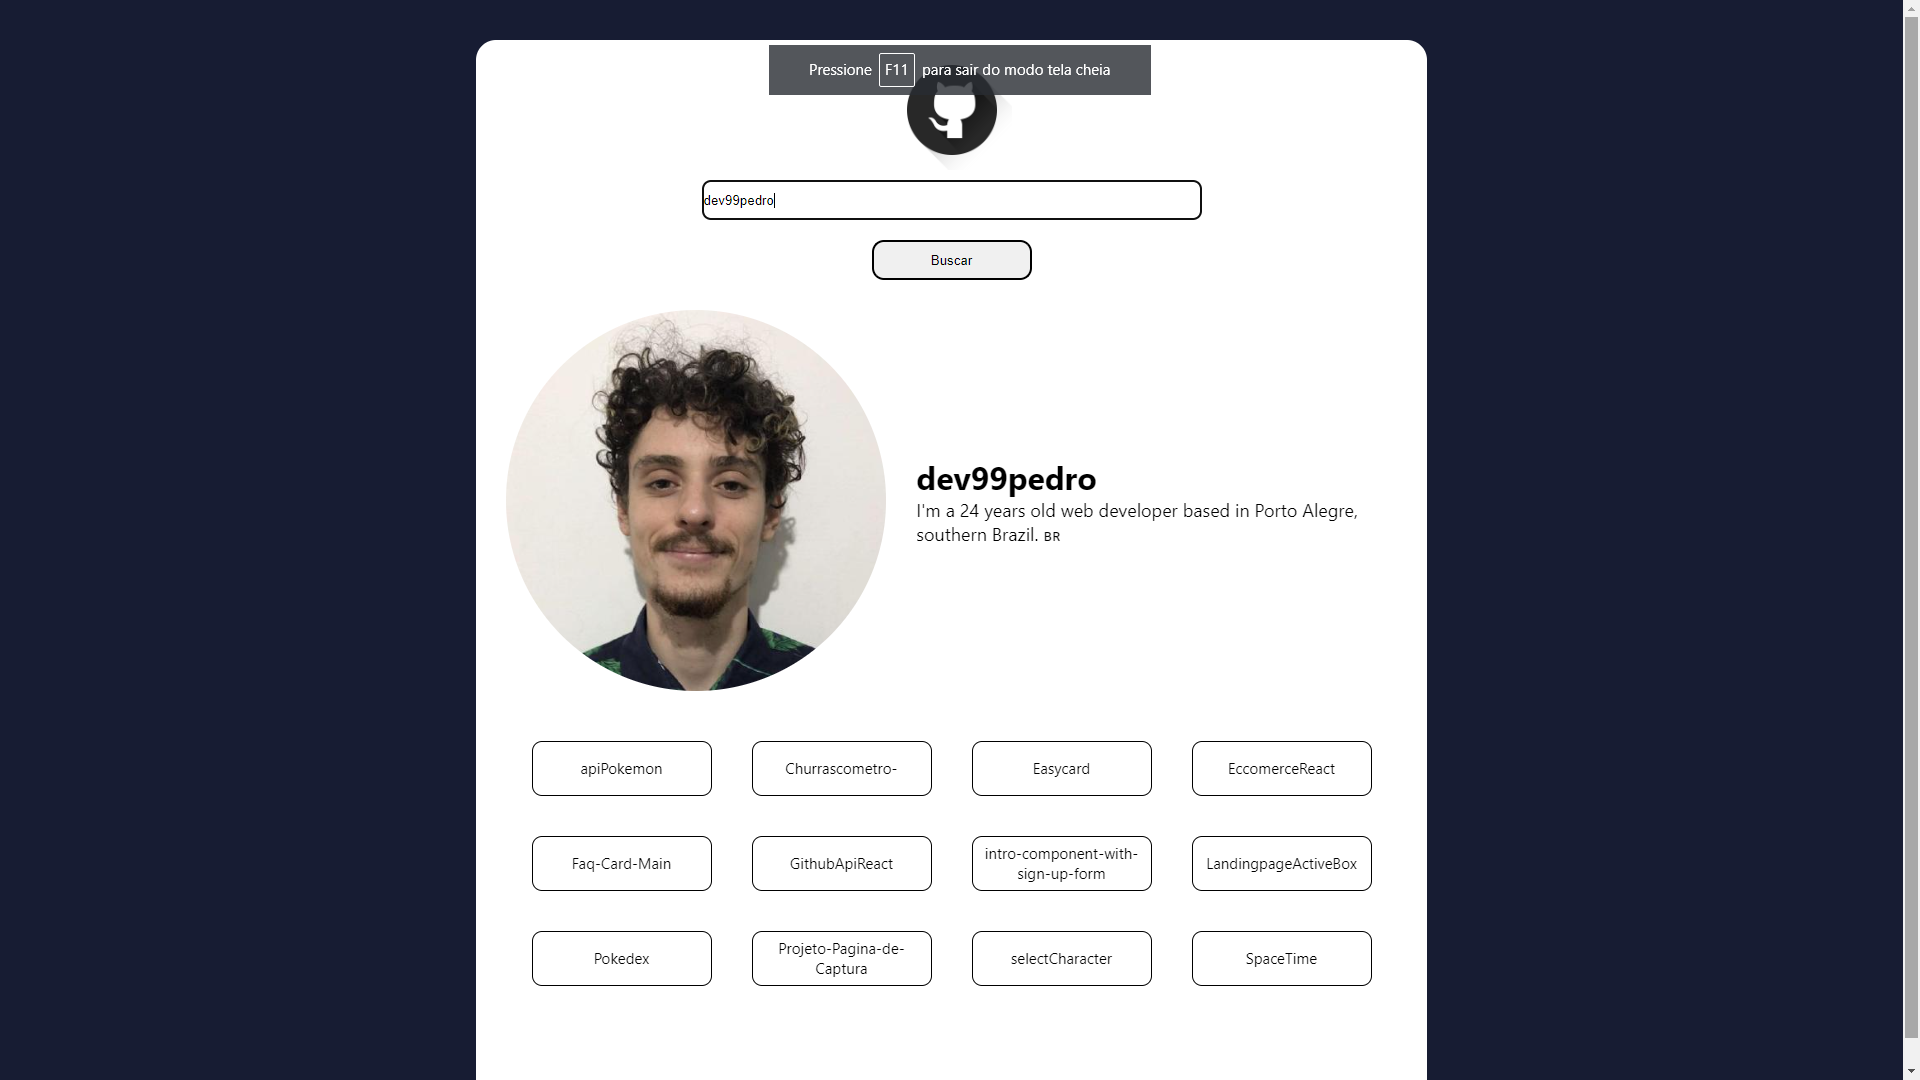 Pressione F11 para sair do modo tela cheia
dev99pedro
Buscar
dev99pedro
I'm a 24 years old web developer based in Porto Alegre,
southern Brazil. BR
apiPokemon
Churrascometro-
Easycard
EccomerceReact
Faq-Card-Main
GithubApiReact
intro-component-with-
sign-up-form
LandingpageActiveBox
Pokedex
Projeto-Pagina-de-
Captura
selectCharacter
SpaceTime